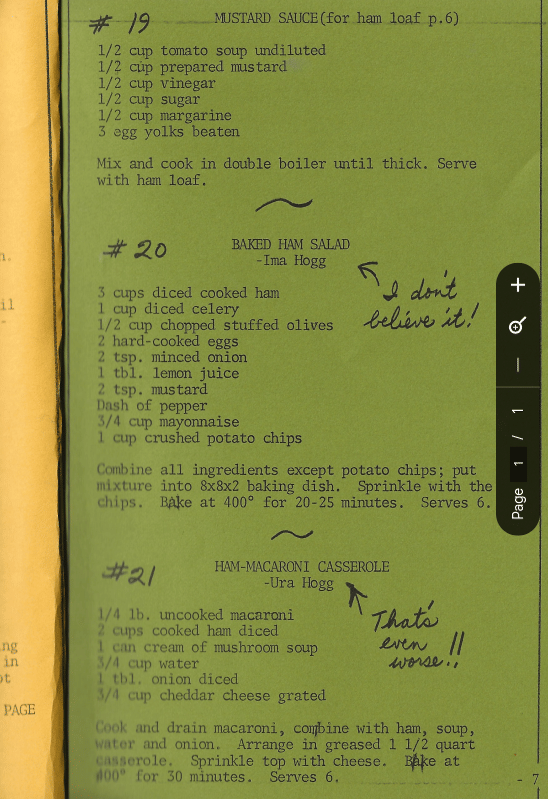 # 19 MUSTARD SAUCE(for ham loaf p.6)
1/2 cup tomato soup undiluted
1/2 cup prepared mustard
1/2 cup vinegar
1/2 cup sugar
1/2 cup margarine
3 egg yolks beaten
Mix and cook in double boiler until thick. Serve
with ham loaf.
# 20 BAKED HAM SALAD
-Ima Hogg
I don't
believe it!
3 cups diced cooked ham
1 cup diced celery
1/2 cup chopped stuffed olives
2 hard-cooked eggs
2 tsp. minced onion
1 tbl. lemon juice
2 tsp. mustard
Dash of pepper
3/4 cup mayonnaise
1 cup crushed potato chips
Combine all ingredients except potato chips; put
mixture into 8x8x2 baking dish. Sprinkle with the
chips. Bake at 400° for 20-25 minutes. Serves 6.
#21 HAM-MACARONI CASSEROLE
-Ura Hogg
That's
even
worse!!
1/4 lb. uncooked macaroni
2 cups cooked ham diced
1 can cream of mushroom soup
3/4 cup water
1 tbl. onion diced
3/4 cup cheddar cheese grated
Cook and drain macaroni, combine with ham, soup,
water and onion. Arrange in greased 1 1/2 quart
casserole. Sprinkle top with cheese. Bake at
400° for 30 minutes. Serves 6.
- 7
il
-
ng
in
ot
PAGE
Page 1 / 1